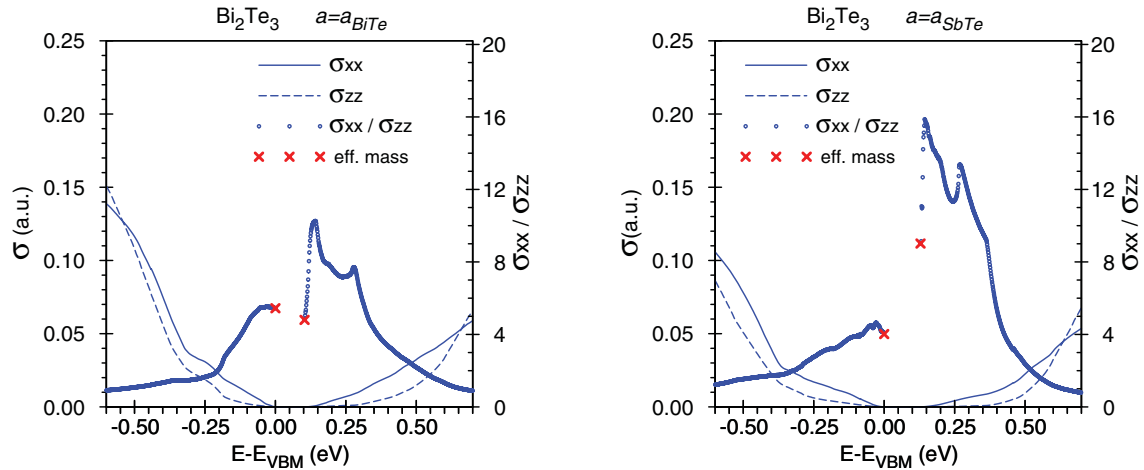 Bi2Te3 a=aBiTe
0.25
0.20
0.15
0.10
0.05
0.00
σ (a.u.)
σxx
σzz
σxx / σzz
eff. mass
20
16
12
8
4
0
σxx / σzz
-0.50 -0.25 0.00 0.25 0.50
E-EVBM (eV)
Bi2Te3 a=aSbTe
0.25
0.20
0.15
0.10
0.05
0.00
σ(a.u.)
σxx
σzz
σxx / σzz
eff. mass
20
16
12
8
4
0
σxx / σzz
-0.50 -0.25 0.00 0.25 0.50
E-EVBM (eV)